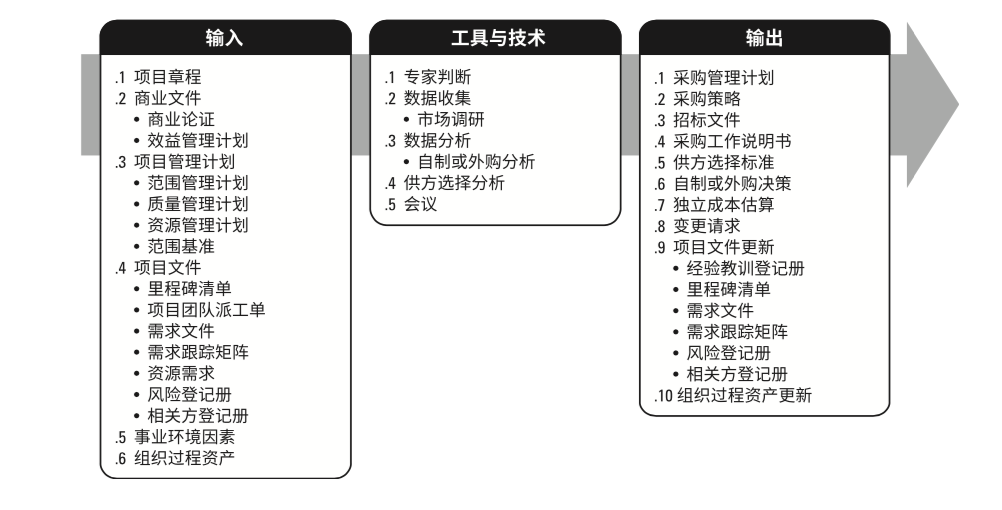 输入
.1 项目章程
.2 商业文件
• 商业论证
• 效益管理计划
.3 项目管理计划
• 范围管理计划
• 质量管理计划
• 资源管理计划
• 范围基准
.4 项目文件
• 里程碑清单
• 项目团队派工单
• 需求文件
• 需求跟踪矩阵
• 资源需求
• 风险登记册
• 相关方登记册
.5 事业环境因素
.6 组织过程资产
工具与技术
.1 专家判断
.2 数据收集
• 市场调研
.3 数据分析
• 自制或外购分析
.4 供方选择分析
.5 会议
输出
.1 采购管理计划
.2 采购策略
.3 招标文件
.4 采购工作说明书
.5 供方选择标准
.6 自制或外购决策
.7 独立成本估算
.8 变更请求
.9 项目文件更新
• 经验教训登记册
• 里程碑清单
• 需求文件
• 需求跟踪矩阵
• 风险登记册
• 相关方登记册
.10 组织过程资产更新